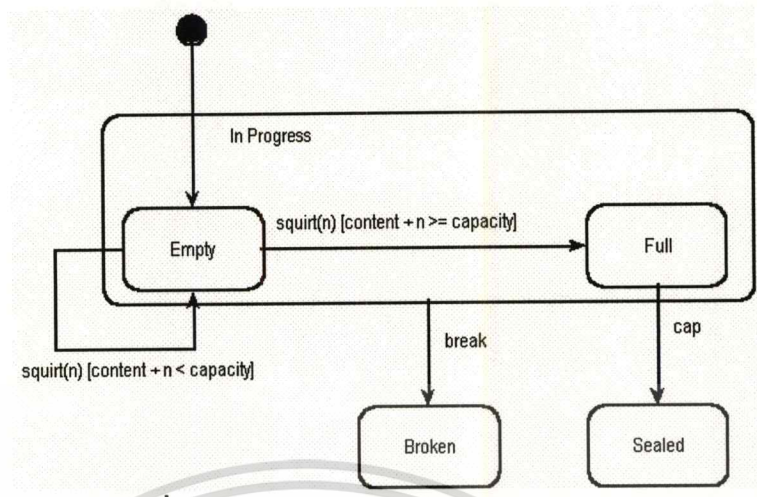 In Progress
squirt(n) [content + n >= capacity]
Empty
Full
squirt(n) [content + n < capacity]
break
cap
Broken
Sealed